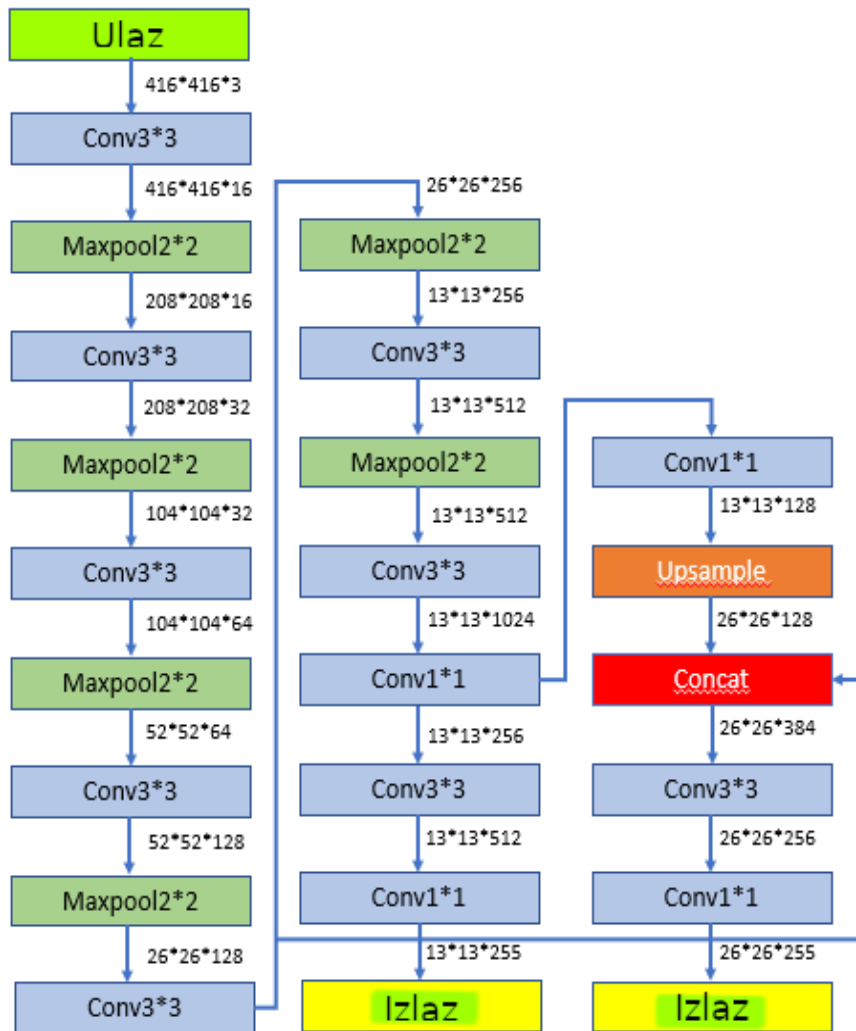 Ulaz
416*416*3
Conv3*3
416*416*16
Maxpool2*2
208*208*16
Conv3*3
208*208*32
Maxpool2*2
104*104*32
Conv3*3
104*104*64
Maxpool2*2
52*52*64
Conv3*3
52*52*128
Maxpool2*2
26*26*128
Conv3*3
26*26*256
Maxpool2*2
13*13*256
Conv3*3
13*13*512
Maxpool2*2
13*13*512
Conv3*3
13*13*1024
Conv1*1
13*13*256
Conv3*3
13*13*512
Conv1*1
13*13*255
Izlaz
Conv1*1
13*13*128
Upsample
26*26*128
Concat
26*26*384
Conv3*3
26*26*256
Conv1*1
26*26*255
Izlaz